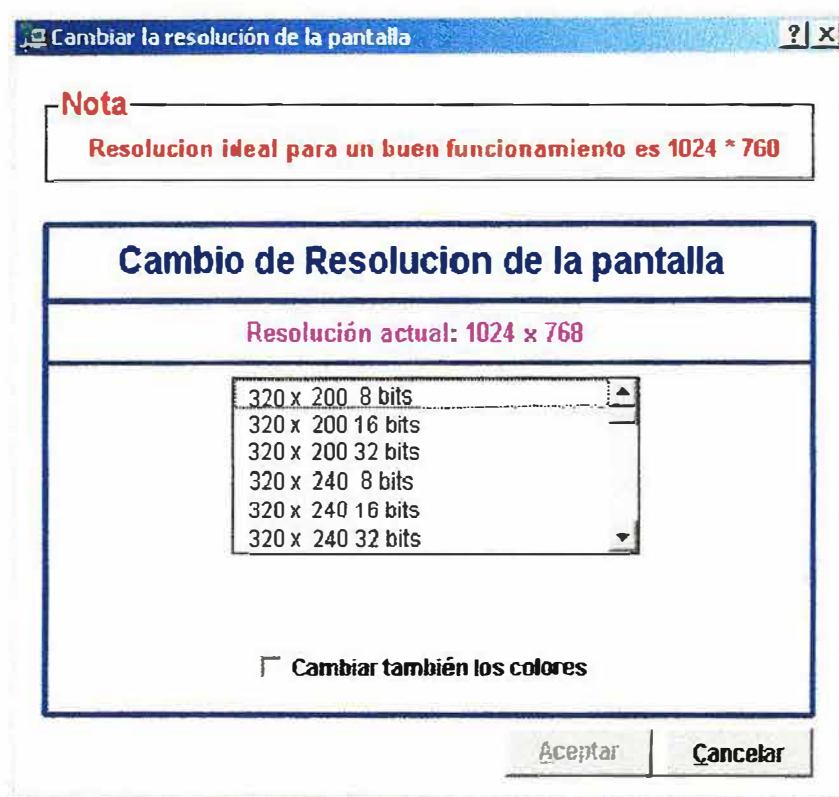 Cambiar la resolución de la pantalla
? X
Nota
Resolucion ideal para un buen funcionamiento es 1024 * 760
Cambio de Resolucion de la pantalla
Resolución actual: 1024 x 768
320 x 200 8 bits
320 x 200 16 bits
320 x 200 32 bits
320 x 240 8 bits
320 x 240 16 bits
320 x 240 32 bits
Cambiar también los colores
Aceptar Cancelar